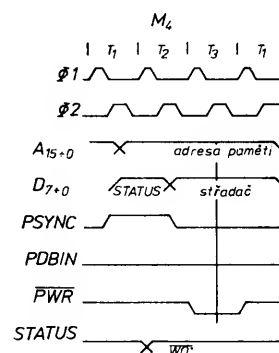 M4
T1 T2 T3 T1
Φ1
Φ2
A15÷0 adresa paměti
D7÷0 STATUS střadač
PSYNC
PDBIN
PWR
STATUS WO